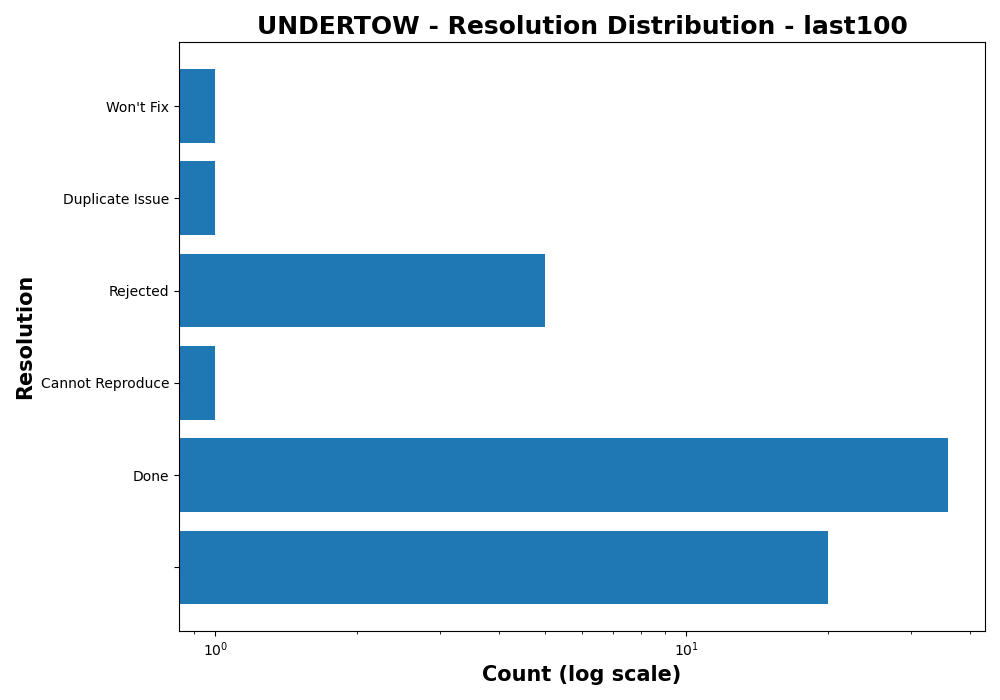 UNDERTOW - Resolution Distribution - last100
Won't Fix
Duplicate Issue
Rejected
Cannot Reproduce
Done
Resolution
10⁰
10¹
Count (log scale)